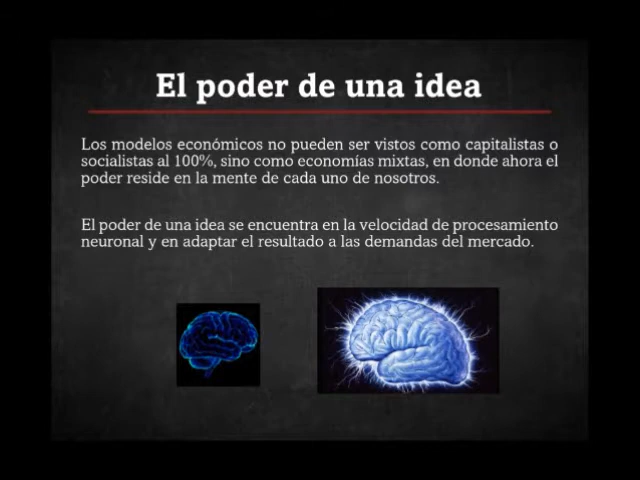 El poder de una idea
Los modelos económicos no pueden ser vistos como capitalistas o
socialistas al 100%, sino como economías mixtas, en donde ahora el
poder reside en la mente de cada uno de nosotros.
El poder de una idea se encuentra en la velocidad de procesamiento
neuronal y en adaptar el resultado a las demandas del mercado.